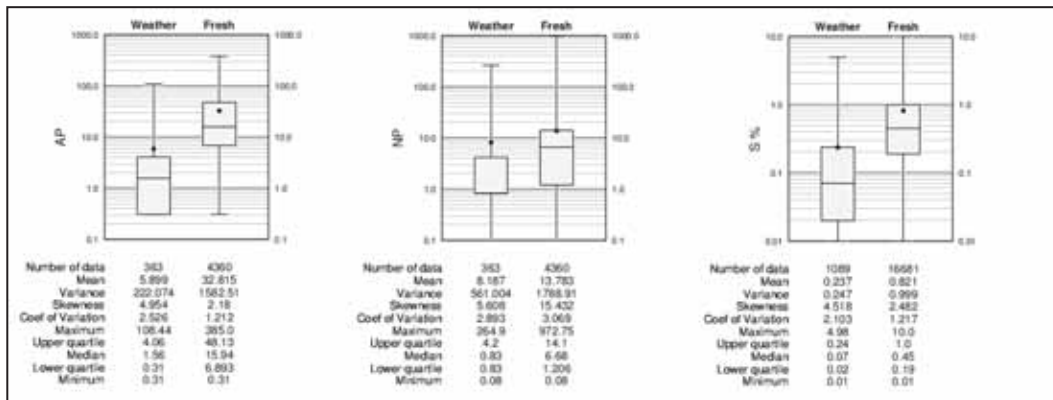 Weather Fresh
1000.0 1000.0
100.0 100.0
10.0 10.0
1.0 1.0
0.1 0.1
AP
Number of data 363 4360
Mean 5.899 32.815
Variance 222.074 1582.51
Skewness 4.954 2.18
Coef of Variation 2.526 1.212
Maximum 108.44 385.0
Upper quartile 4.06 48.13
Median 1.56 15.94
Lower quartile 0.31 6.893
Minimum 0.31 0.31
Weather Fresh
1000.0 1000.0
100.0 100.0
10.0 10.0
1.0 1.0
0.1 0.1
NP
Number of data 363 4360
Mean 8.187 13.783
Variance 561.004 1788.91
Skewness 5.608 15.432
Coef of Variation 2.893 3.069
Maximum 264.9 972.75
Upper quartile 4.2 14.1
Median 0.83 6.68
Lower quartile 0.83 1.206
Minimum 0.08 0.08
Weather Fresh
10.0 10.0
1.0 1.0
0.1 0.1
0.01 0.01
S %
Number of data 1089 16681
Mean 0.237 0.821
Variance 0.247 0.999
Skewness 4.518 2.482
Coef of Variation 2.103 1.217
Maximum 4.98 10.0
Upper quartile 0.24 1.0
Median 0.07 0.45
Lower quartile 0.02 0.19
Minimum 0.01 0.01